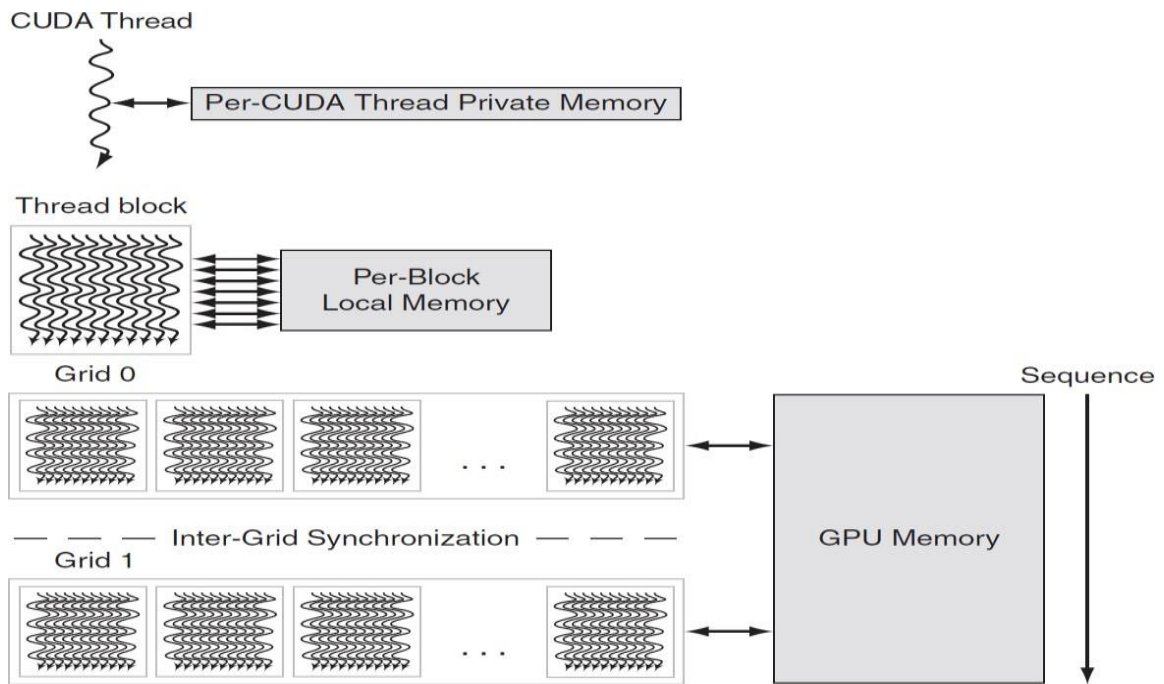 CUDA Thread
Per-CUDA Thread Private Memory
Thread block
Per-Block
Local Memory
Grid 0
Sequence
. . .
Inter-Grid Synchronization
GPU Memory
Grid 1
. . .